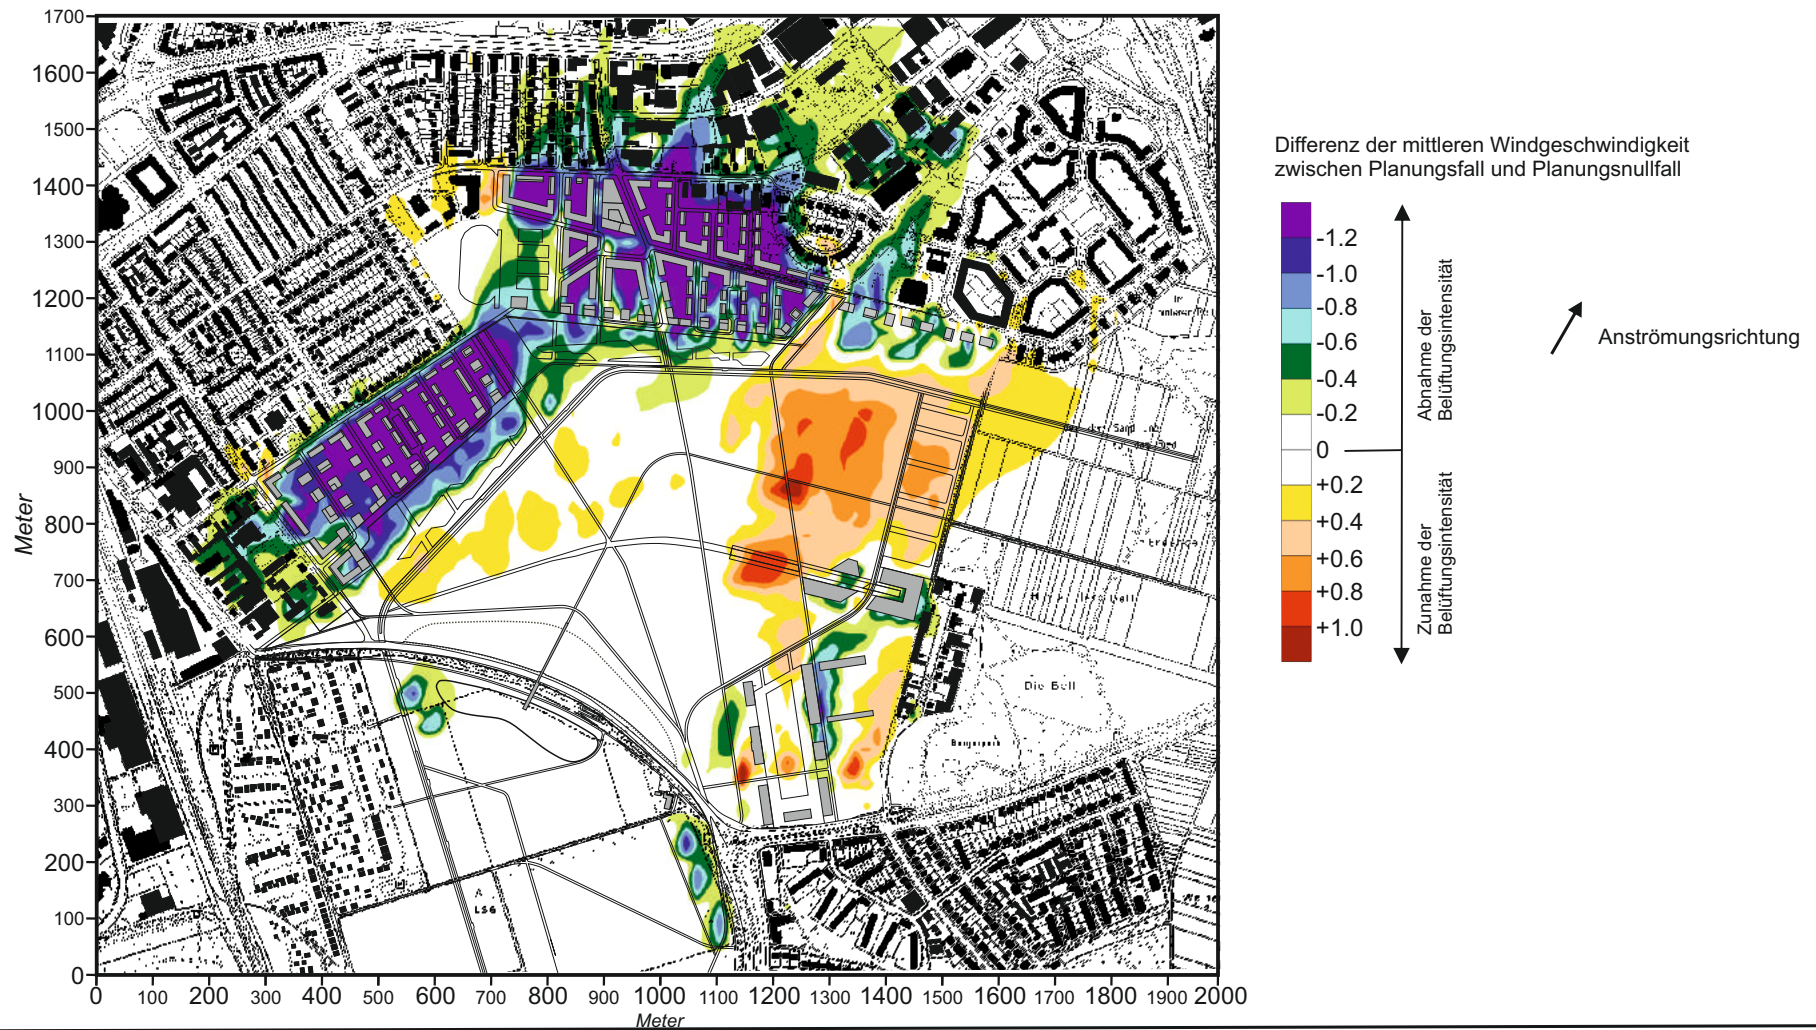 1700
1600
1500
1400
1300
1200
1100
1000
900
800
700
600
500
400
300
200
100
0
Meter
0 100 200 300 400 500 600 700 800 900 1000 1100 1200 1300 1400 1500 1600 1700 1800 1900 2000
Meter
Die Bell
LSG
Differenz der mittleren Windgeschwindigkeit
zwischen Planungsfall und Planungsnullfall
-1.2
-1.0
-0.8
-0.6
-0.4
-0.2
0
+0.2
+0.4
+0.6
+0.8
+1.0
Abnahme der
Belüftungsintensität
Zunahme der
Belüftungsintensität
Anströmungsrichtung